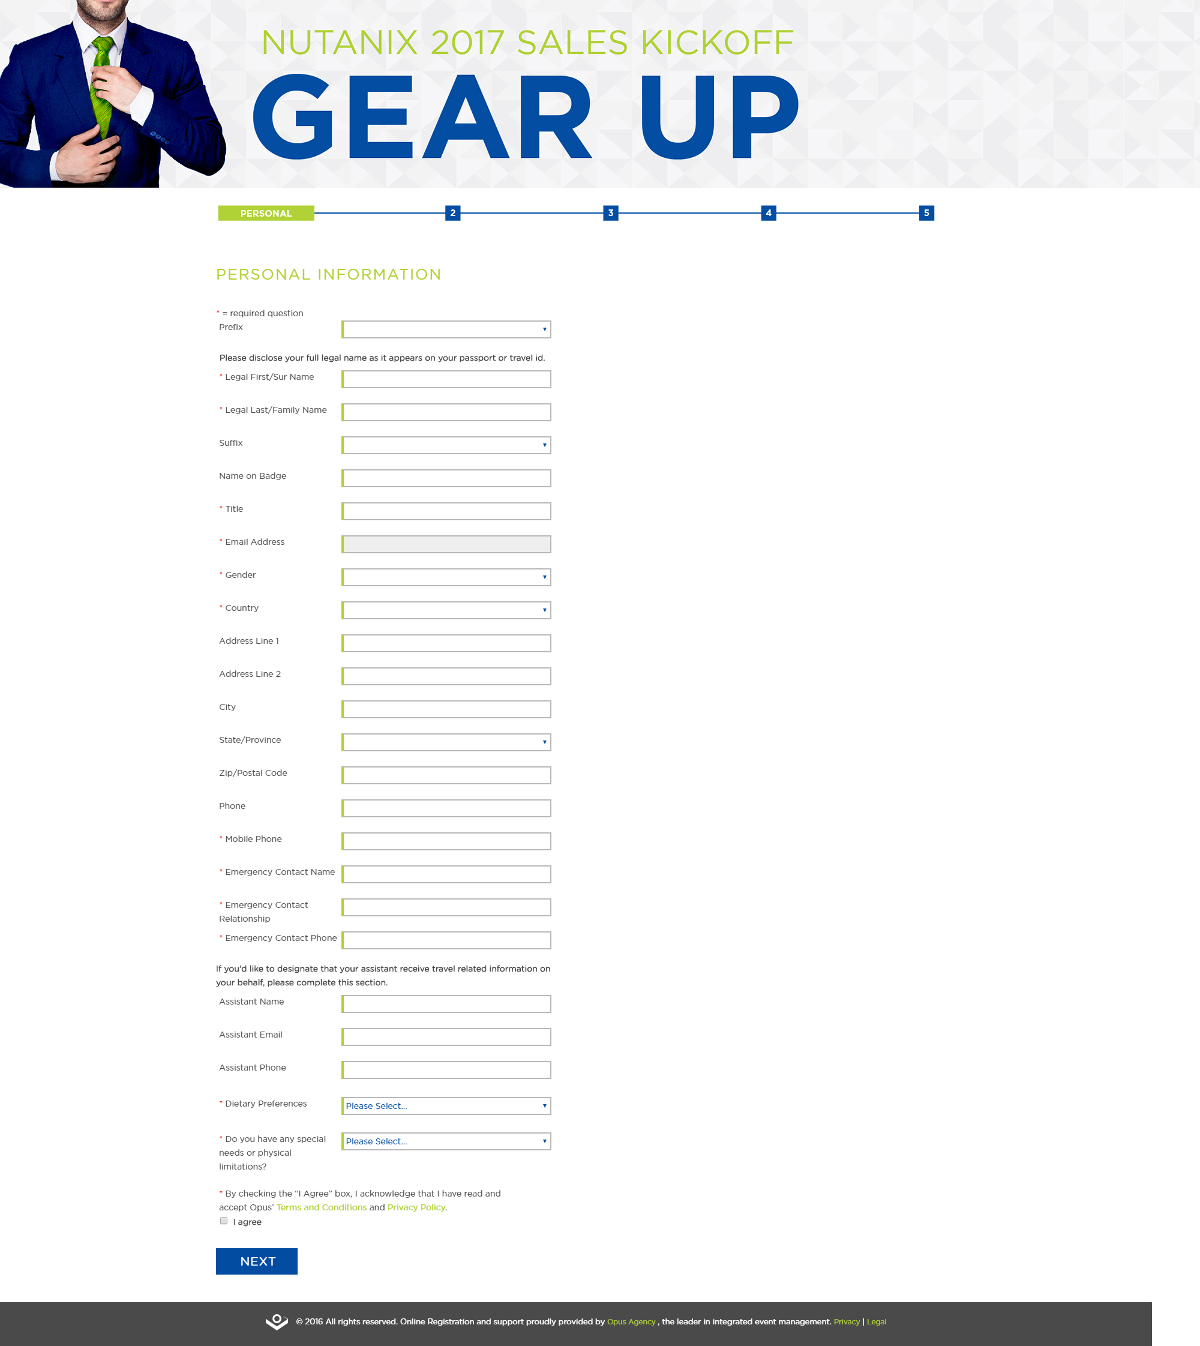 NUTANIX 2017 SALES KICKOFF
GEAR UP
PERSONAL 2 3 4 5
PERSONAL INFORMATION
* = required question
Prefix
Please disclose your full legal name as it appears on your passport or travel id.
* Legal First/Sur Name
* Legal Last/Family Name
Suffix
Name on Badge
* Title
* Email Address
* Gender
* Country
Address Line 1
Address Line 2
City
State/Province
Zip/Postal Code
Phone
* Mobile Phone
* Emergency Contact Name
* Emergency Contact
Relationship
* Emergency Contact Phone
If you'd like to designate that your assistant receive travel related information on
your behalf, please complete this section.
Assistant Name
Assistant Email
Assistant Phone
* Dietary Preferences Please Select...
* Do you have any special Please Select...
needs or physical
limitations?
* By checking the "I Agree" box, I acknowledge that I have read and
accept Opus' Terms and Conditions and Privacy Policy.
I agree
NEXT
© 2016 All rights reserved. Online Registration and support proudly provided by Opus Agency , the leader in integrated event management. Privacy | Legal